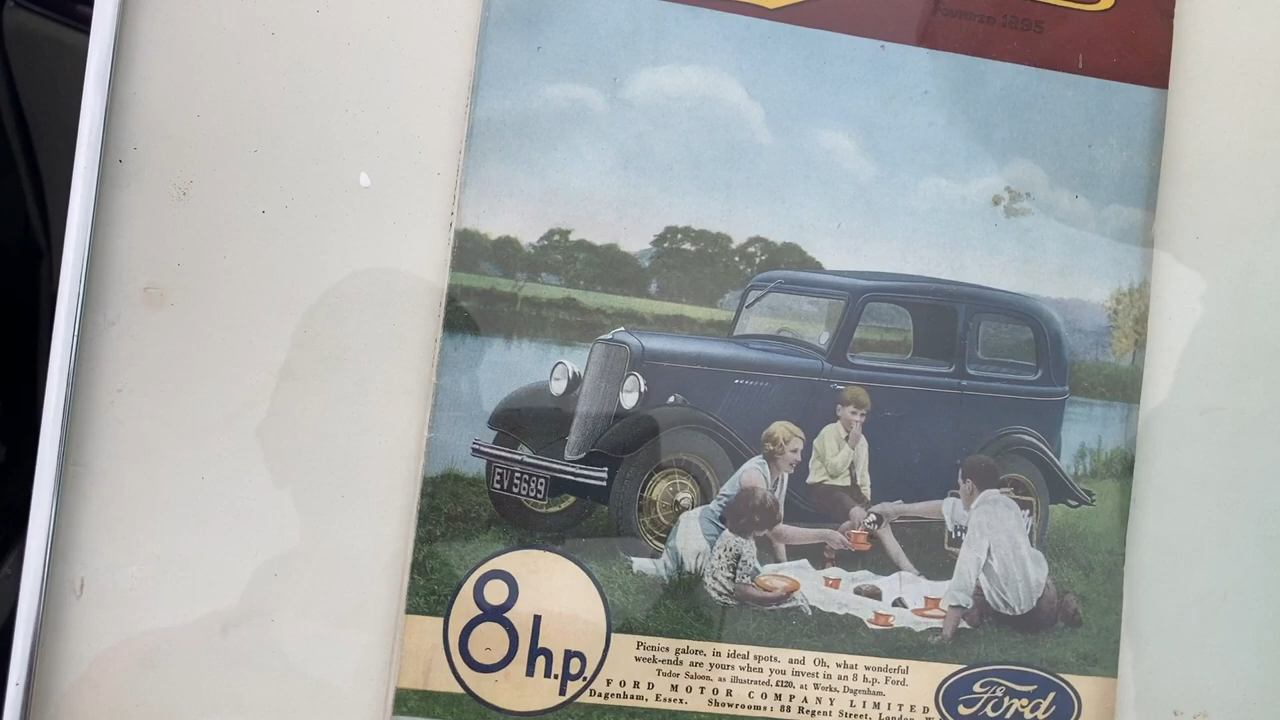 Founded 1895
EV 5689
8 h.p.
Picnics galore, in ideal spots, and Oh, what wonderful
week-ends are yours when you invest in an 8 h.p. Ford.
Tudor Saloon, as illustrated, £120, at Works, Dagenham.
FORD MOTOR COMPANY LIMITED
Dagenham, Essex. Showrooms: 88 Regent Street, London, W.
Ford